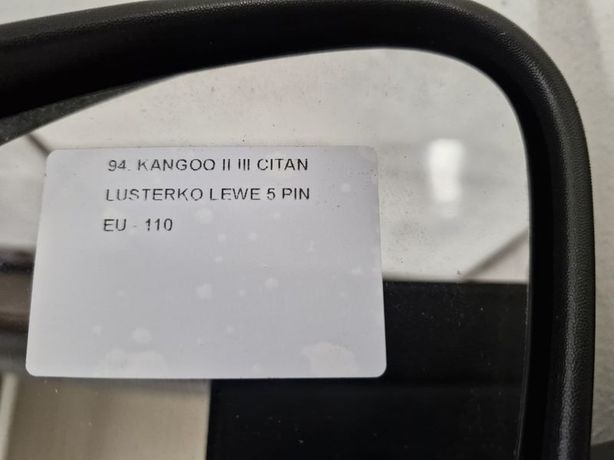 94. KANGOO II III CITAN
LUSTERKO LEWE 5 PIN
EU - 110